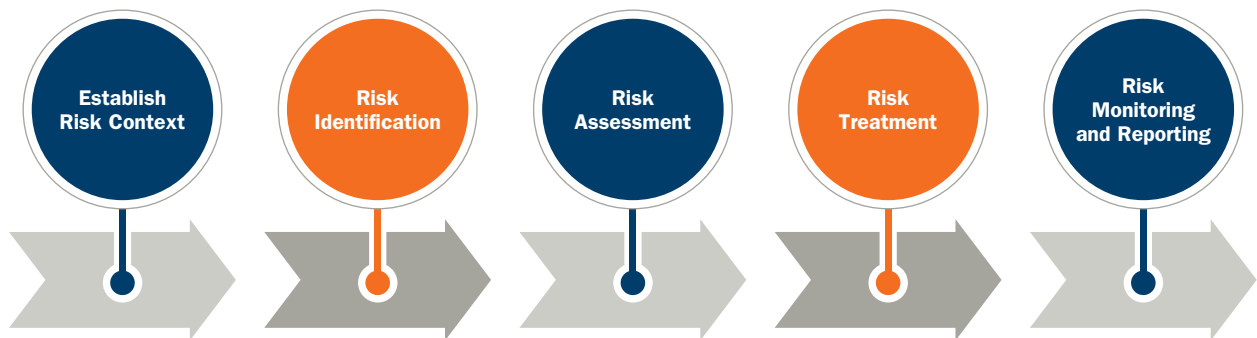 Establish
Risk Context
Risk
Identification
Risk
Assessment
Risk
Treatment
Risk
Monitoring
and Reporting